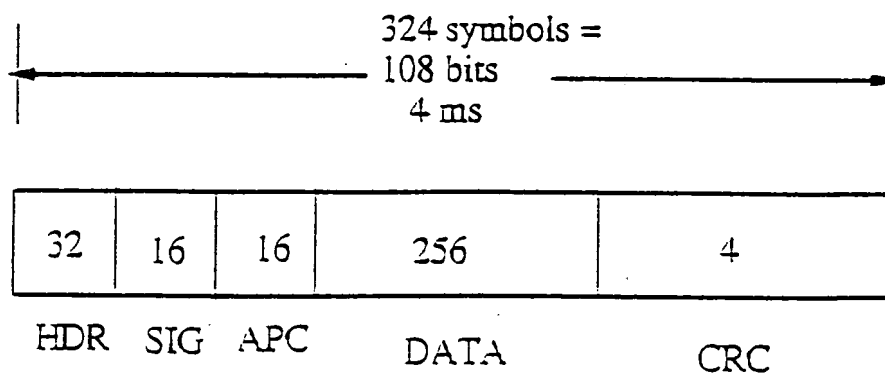 324 symbols =
108 bits
4 ms
32 16 16 256 4
HDR SIG APC DATA CRC